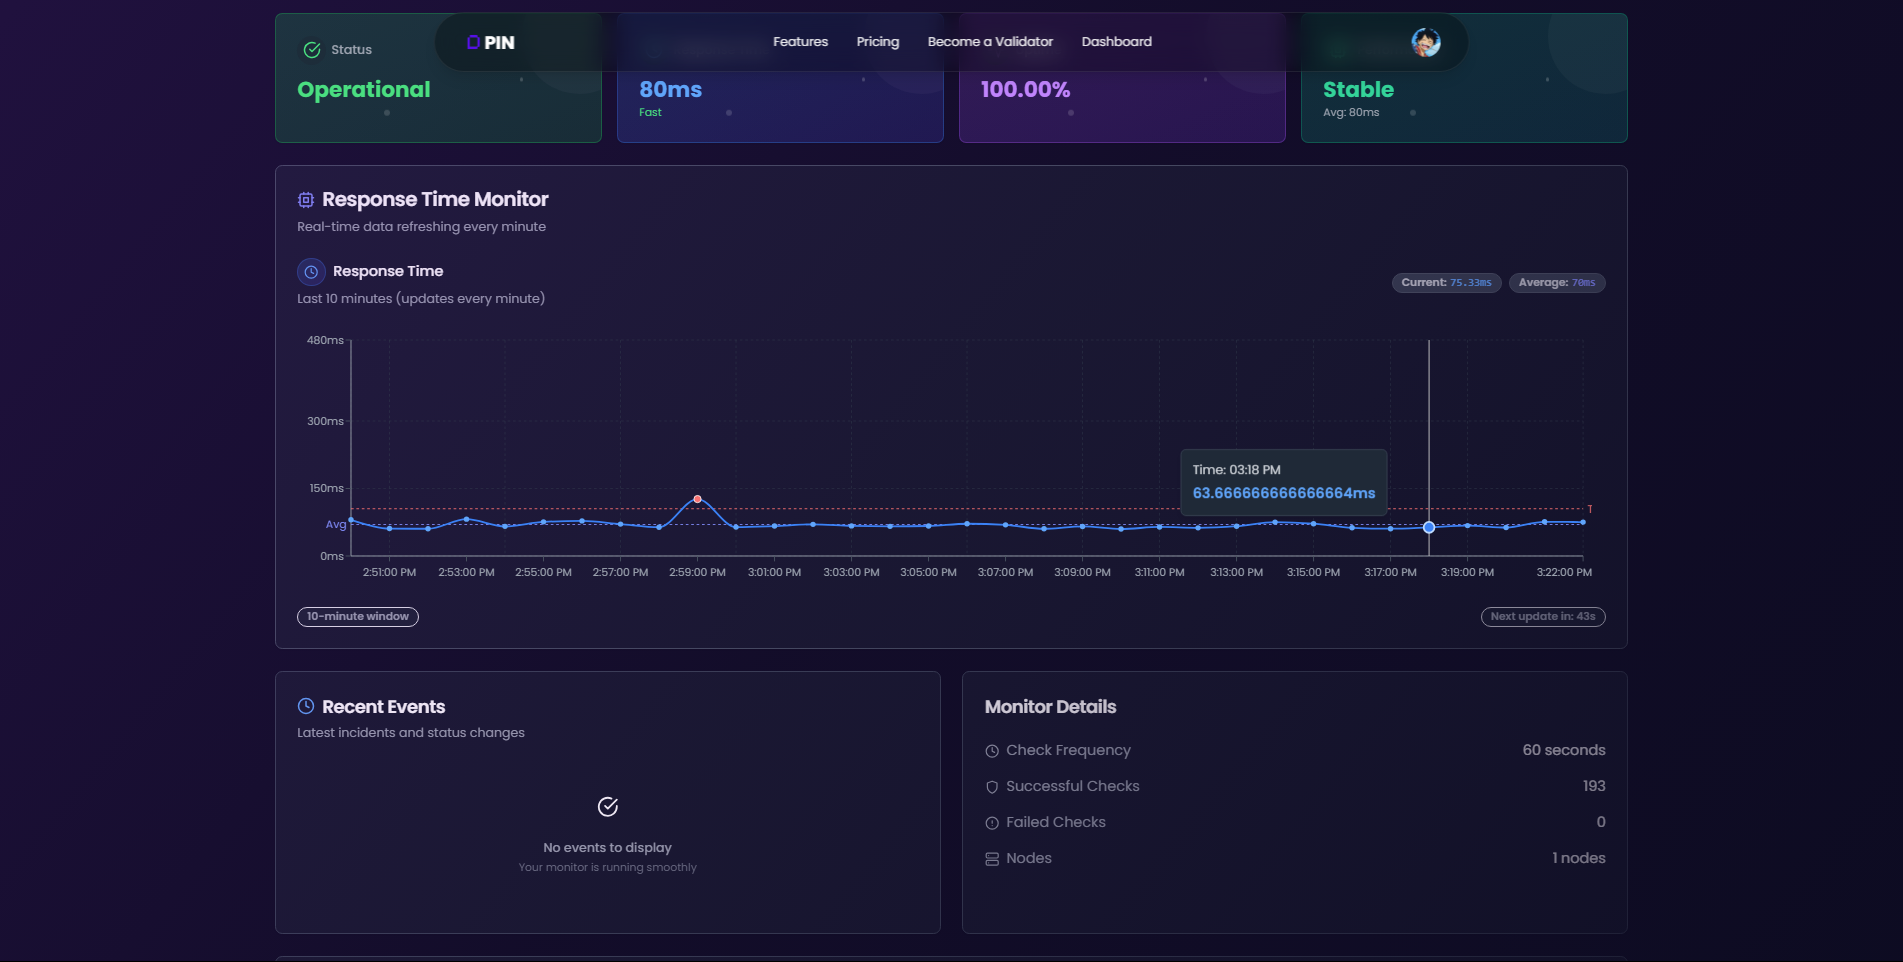 PIN
Features
Pricing
Become a Validator
Dashboard
Status
Operational
80ms
Fast
100.00%
Stable
Avg: 80ms
Response Time Monitor
Real-time data refreshing every minute
Response Time
Last 10 minutes (updates every minute)
Current: 75.33ms
Average: 70ms
480ms
300ms
150ms
Avg
0ms
T
Time: 03:18 PM
63.666666666666664ms
2:51:00 PM
2:53:00 PM
2:55:00 PM
2:57:00 PM
2:59:00 PM
3:01:00 PM
3:03:00 PM
3:05:00 PM
3:07:00 PM
3:09:00 PM
3:11:00 PM
3:13:00 PM
3:15:00 PM
3:17:00 PM
3:19:00 PM
3:22:00 PM
10-minute window
Next update in: 43s
Recent Events
Latest incidents and status changes
No events to display
Your monitor is running smoothly
Monitor Details
Check Frequency
60 seconds
Successful Checks
193
Failed Checks
0
Nodes
1 nodes